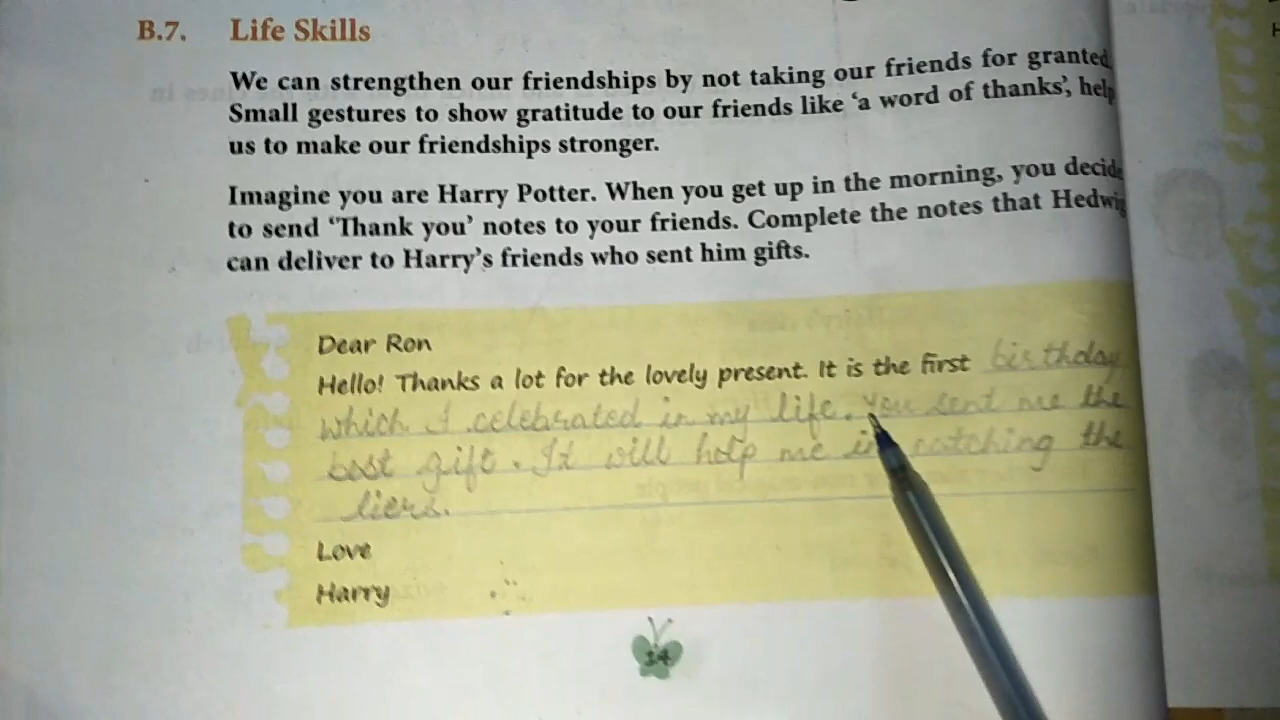 B.7. Life Skills
We can strengthen our friendships by not taking our friends for granted
Small gestures to show gratitude to our friends like ‘a word of thanks’, help
us to make our friendships stronger.
Imagine you are Harry Potter. When you get up in the morning, you decide
to send ‘Thank you’ notes to your friends. Complete the notes that Hedwig
can deliver to Harry’s friends who sent him gifts.
Dear Ron
Hello! Thanks a lot for the lovely present. It is the first birthday
which I celebrated in my life. You sent me the
best gift. It will help me in catching the
liers.
Love
Harry
14